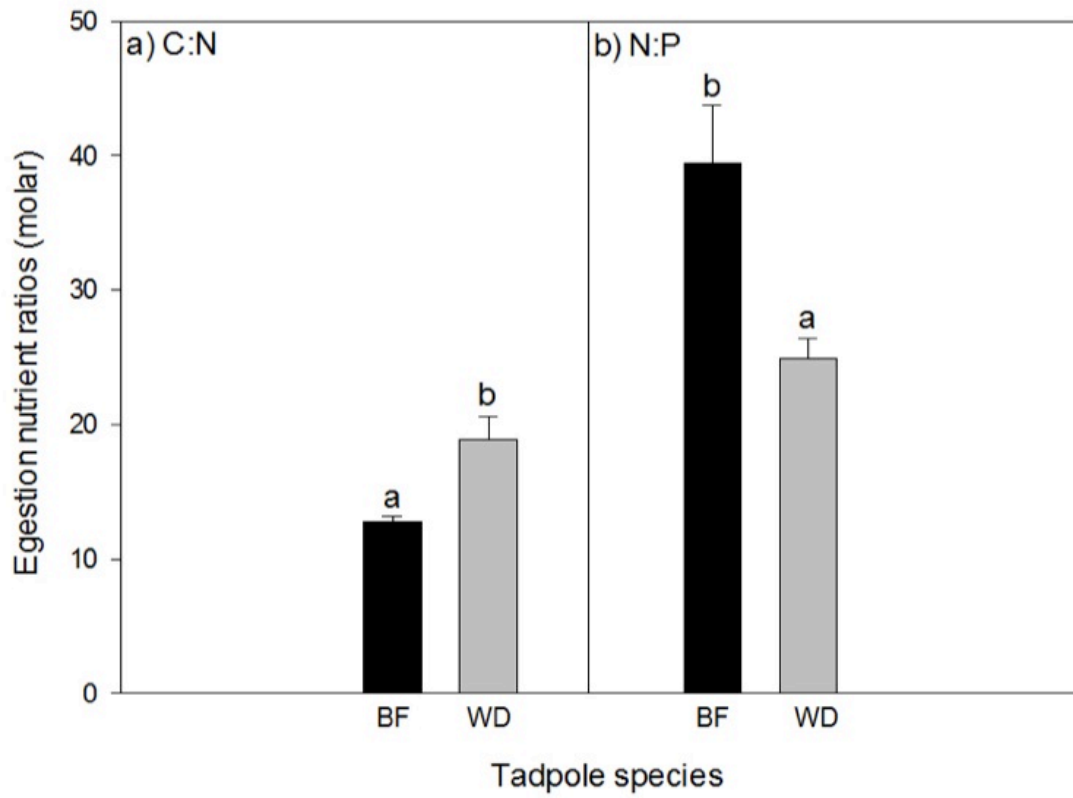 50
a) C:N
b) N:P
b
40
a
30
b
20
a
10
0
BF
WD
BF
WD
Egestion nutrient ratios (molar)
Tadpole species